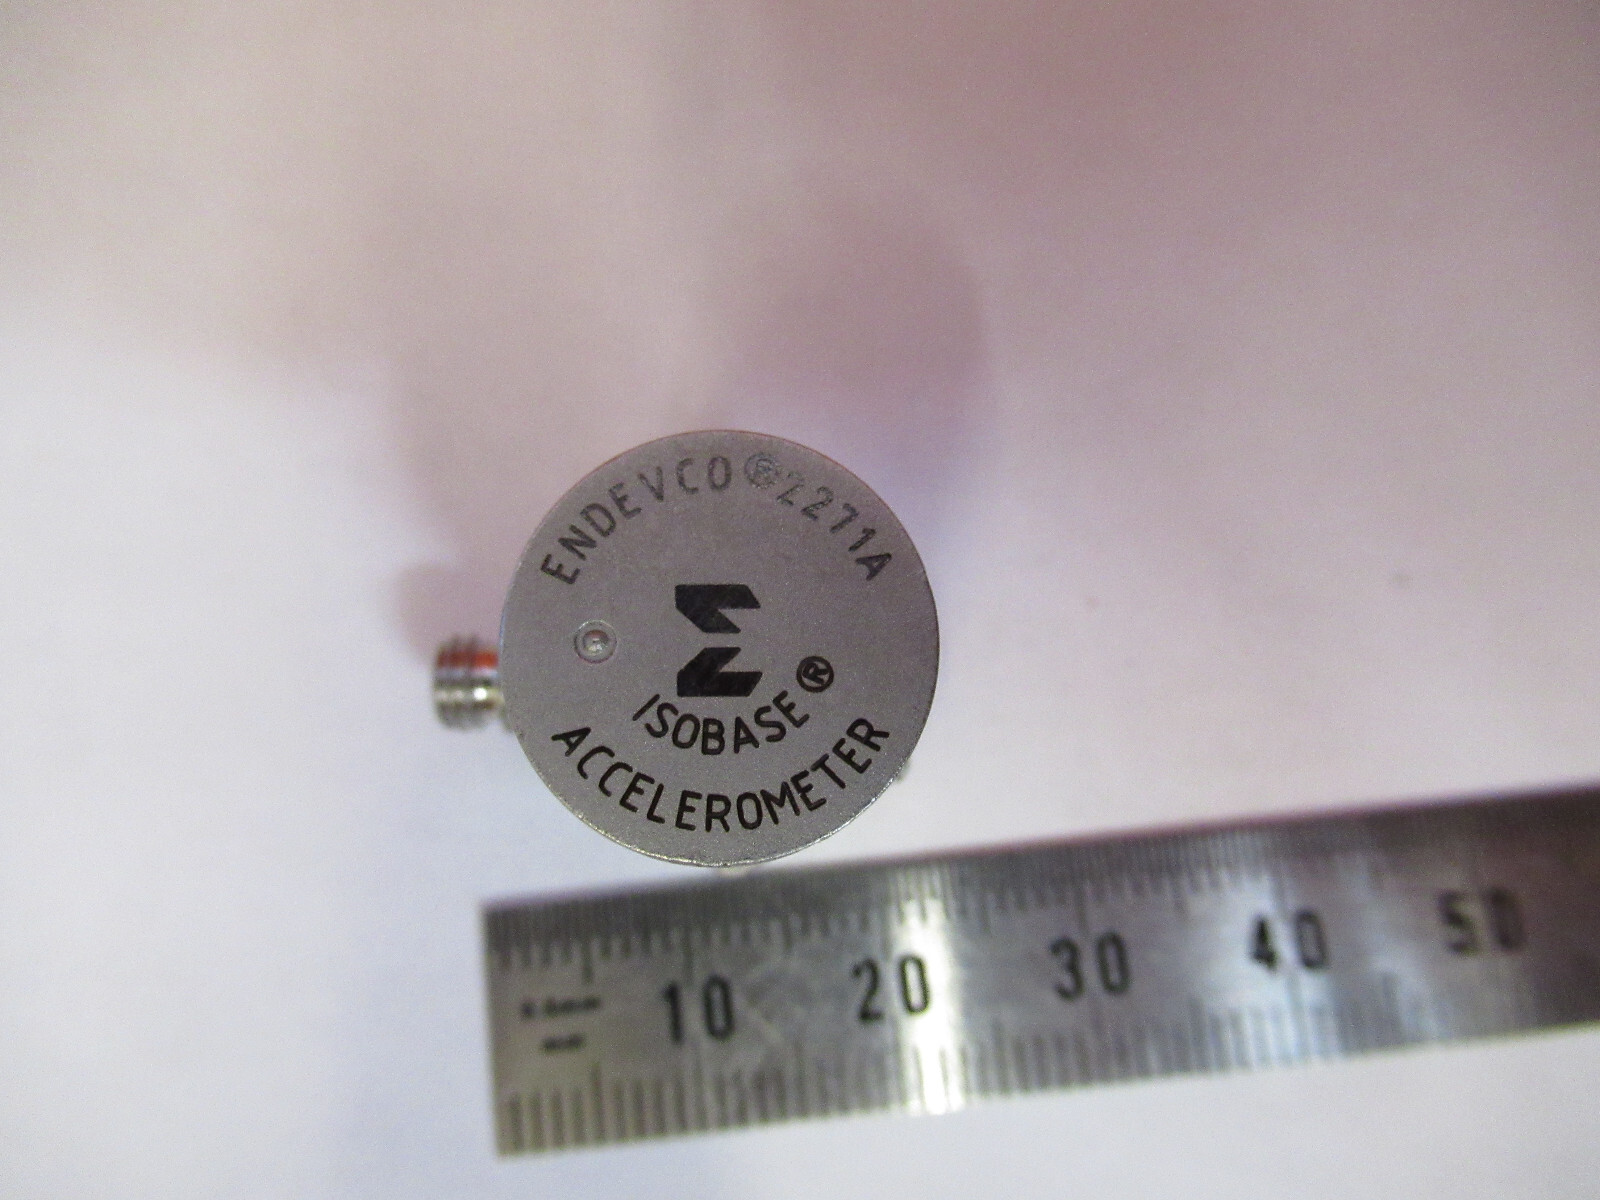 ENDEVCO®2271A
ISOBASE®
ACCELEROMETER
10 20 30 40 50